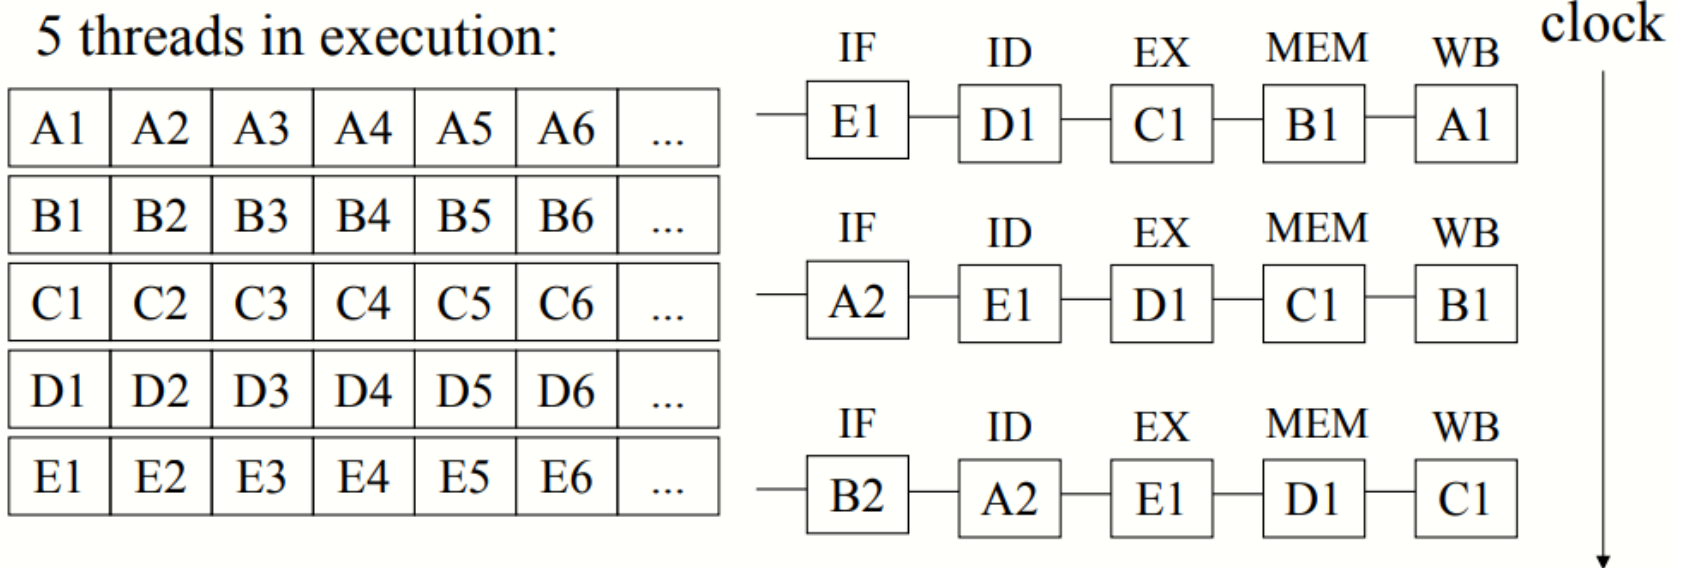 5 threads in execution:
A1 A2 A3 A4 A5 A6 ...
B1 B2 B3 B4 B5 B6 ...
C1 C2 C3 C4 C5 C6 ...
D1 D2 D3 D4 D5 D6 ...
E1 E2 E3 E4 E5 E6 ...
clock
IF ID EX MEM WB
E1 D1 C1 B1 A1
IF ID EX MEM WB
A2 E1 D1 C1 B1
IF ID EX MEM WB
B2 A2 E1 D1 C1